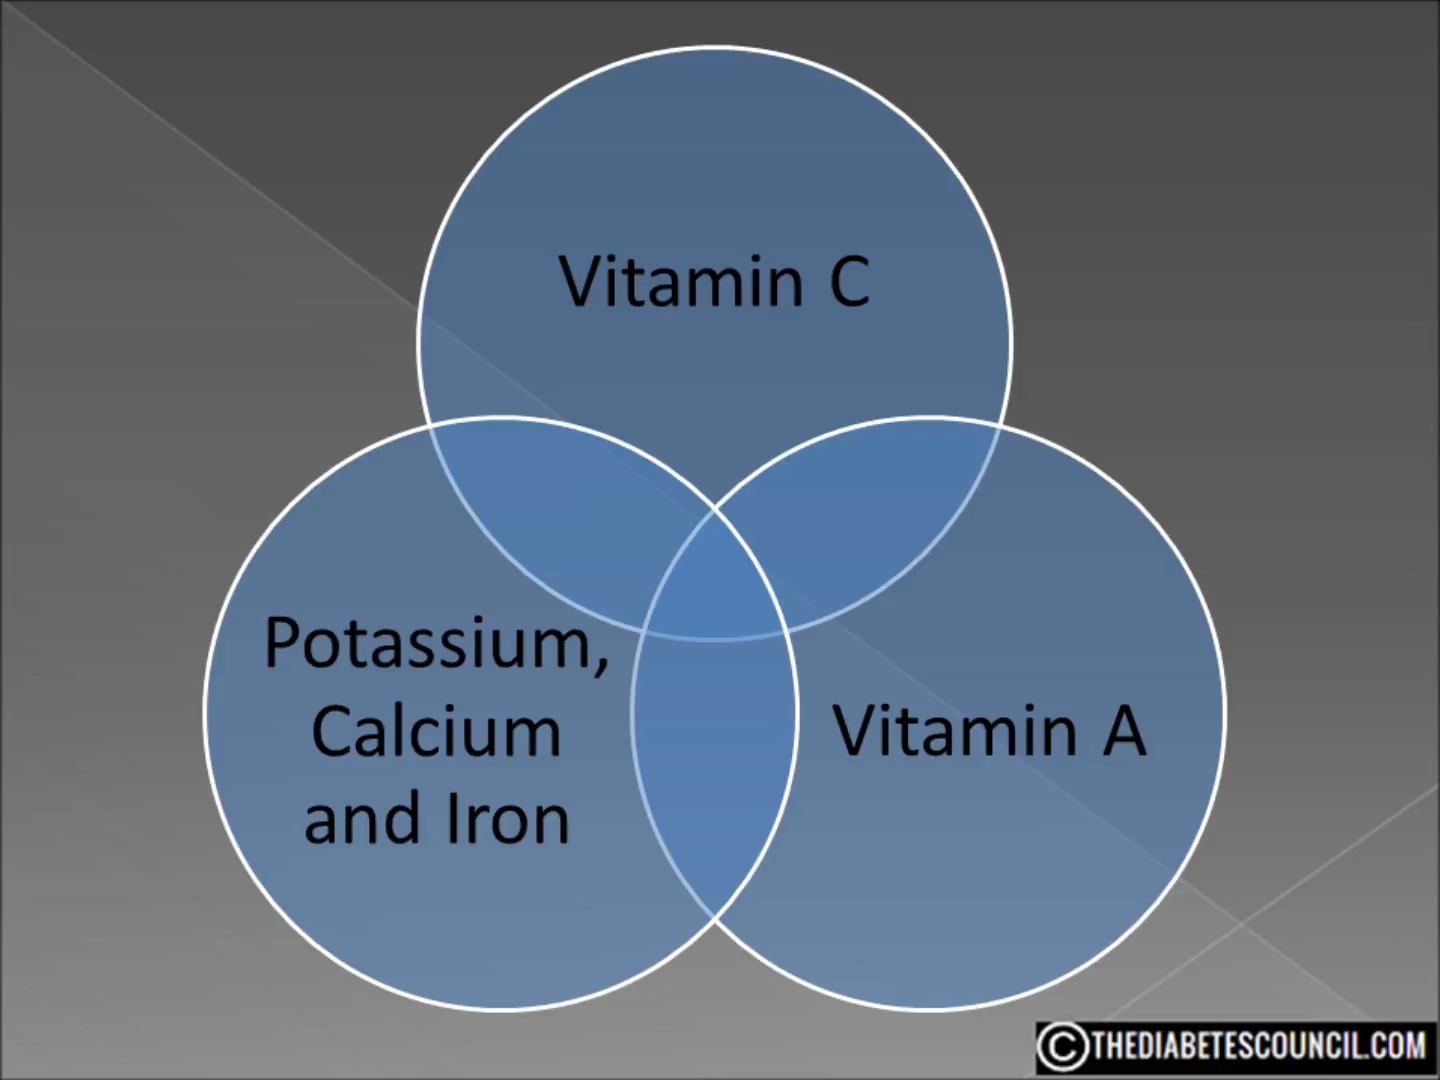 Vitamin C
Potassium,
Calcium
and Iron
Vitamin A
©THEDIABETESCOUNCIL.COM